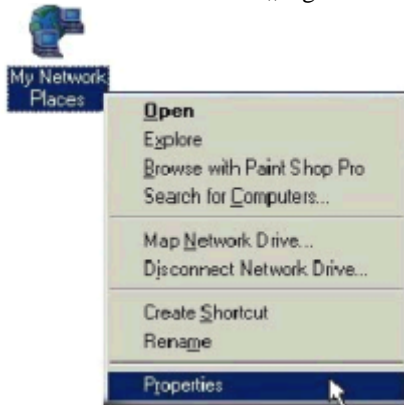 My Network
Places
Open
Explore
Browse with Paint Shop Pro
Search for Computers...
Map Network Drive...
Disconnect Network Drive...
Create Shortcut
Rename
Properties